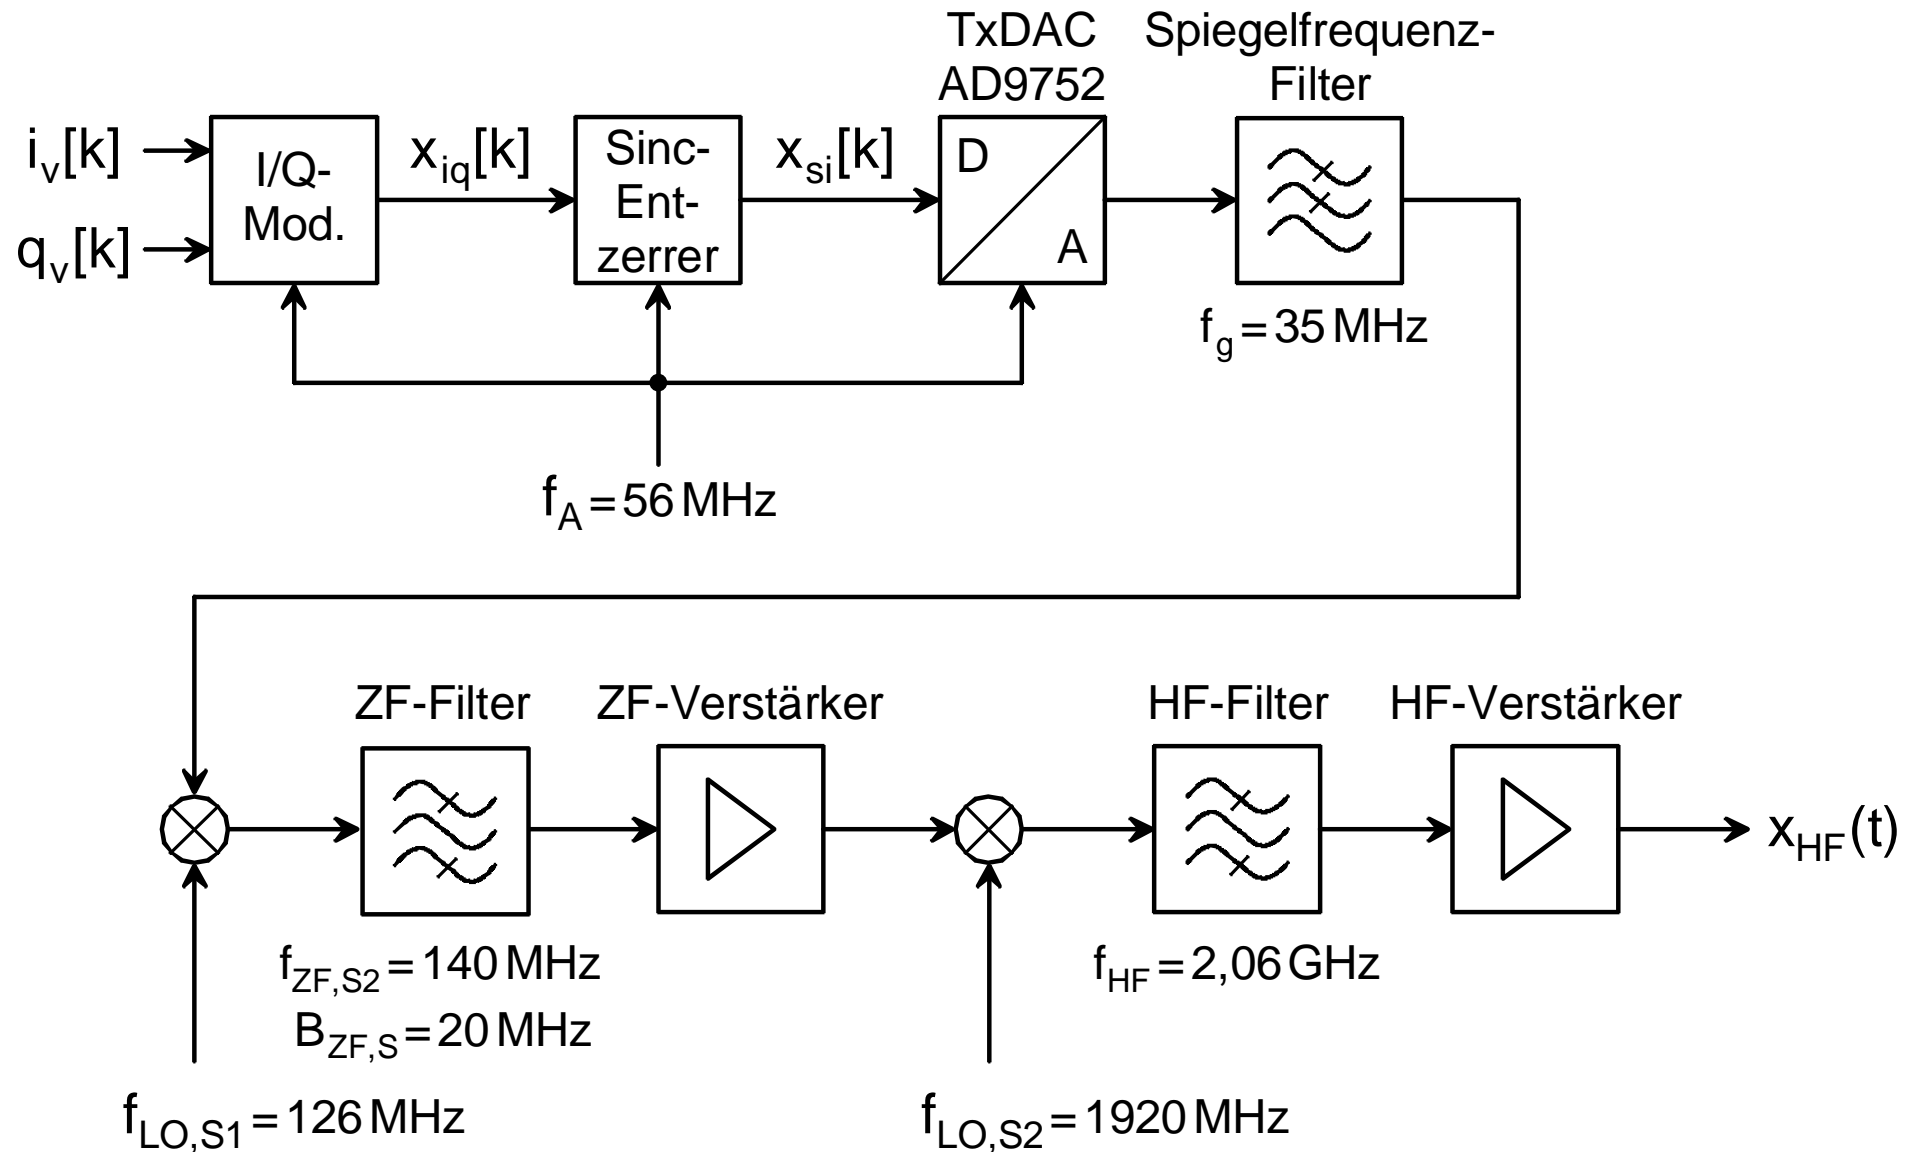 TxDAC
AD9752
Spiegelfrequenz-
Filter
i_v[k]
q_v[k]
I/Q-
Mod.
x_iq[k]
Sinc-
Ent-
zerrer
x_si[k]
D
A
f_g = 35 MHz
f_A = 56 MHz
ZF-Filter
ZF-Verstärker
HF-Filter
HF-Verstärker
x_HF(t)
f_ZF,S2 = 140 MHz
B_ZF,S = 20 MHz
f_HF = 2,06 GHz
f_LO,S1 = 126 MHz
f_LO,S2 = 1920 MHz